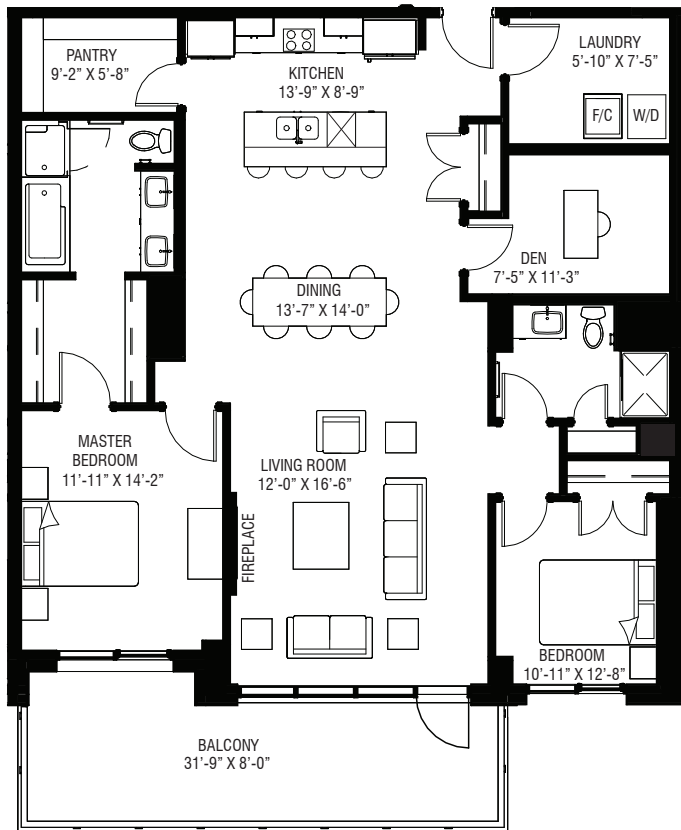 PANTRY
9'-2" X 5'-8"
KITCHEN
13'-9" X 8'-9"
LAUNDRY
5'-10" X 7'-5"
F/C
W/D
DEN
7'-5" X 11'-3"
DINING
13'-7" X 14'-0"
MASTER
BEDROOM
11'-11" X 14'-2"
LIVING ROOM
12'-0" X 16'-6"
FIREPLACE
BEDROOM
10'-11" X 12'-8"
BALCONY
31'-9" X 8'-0"